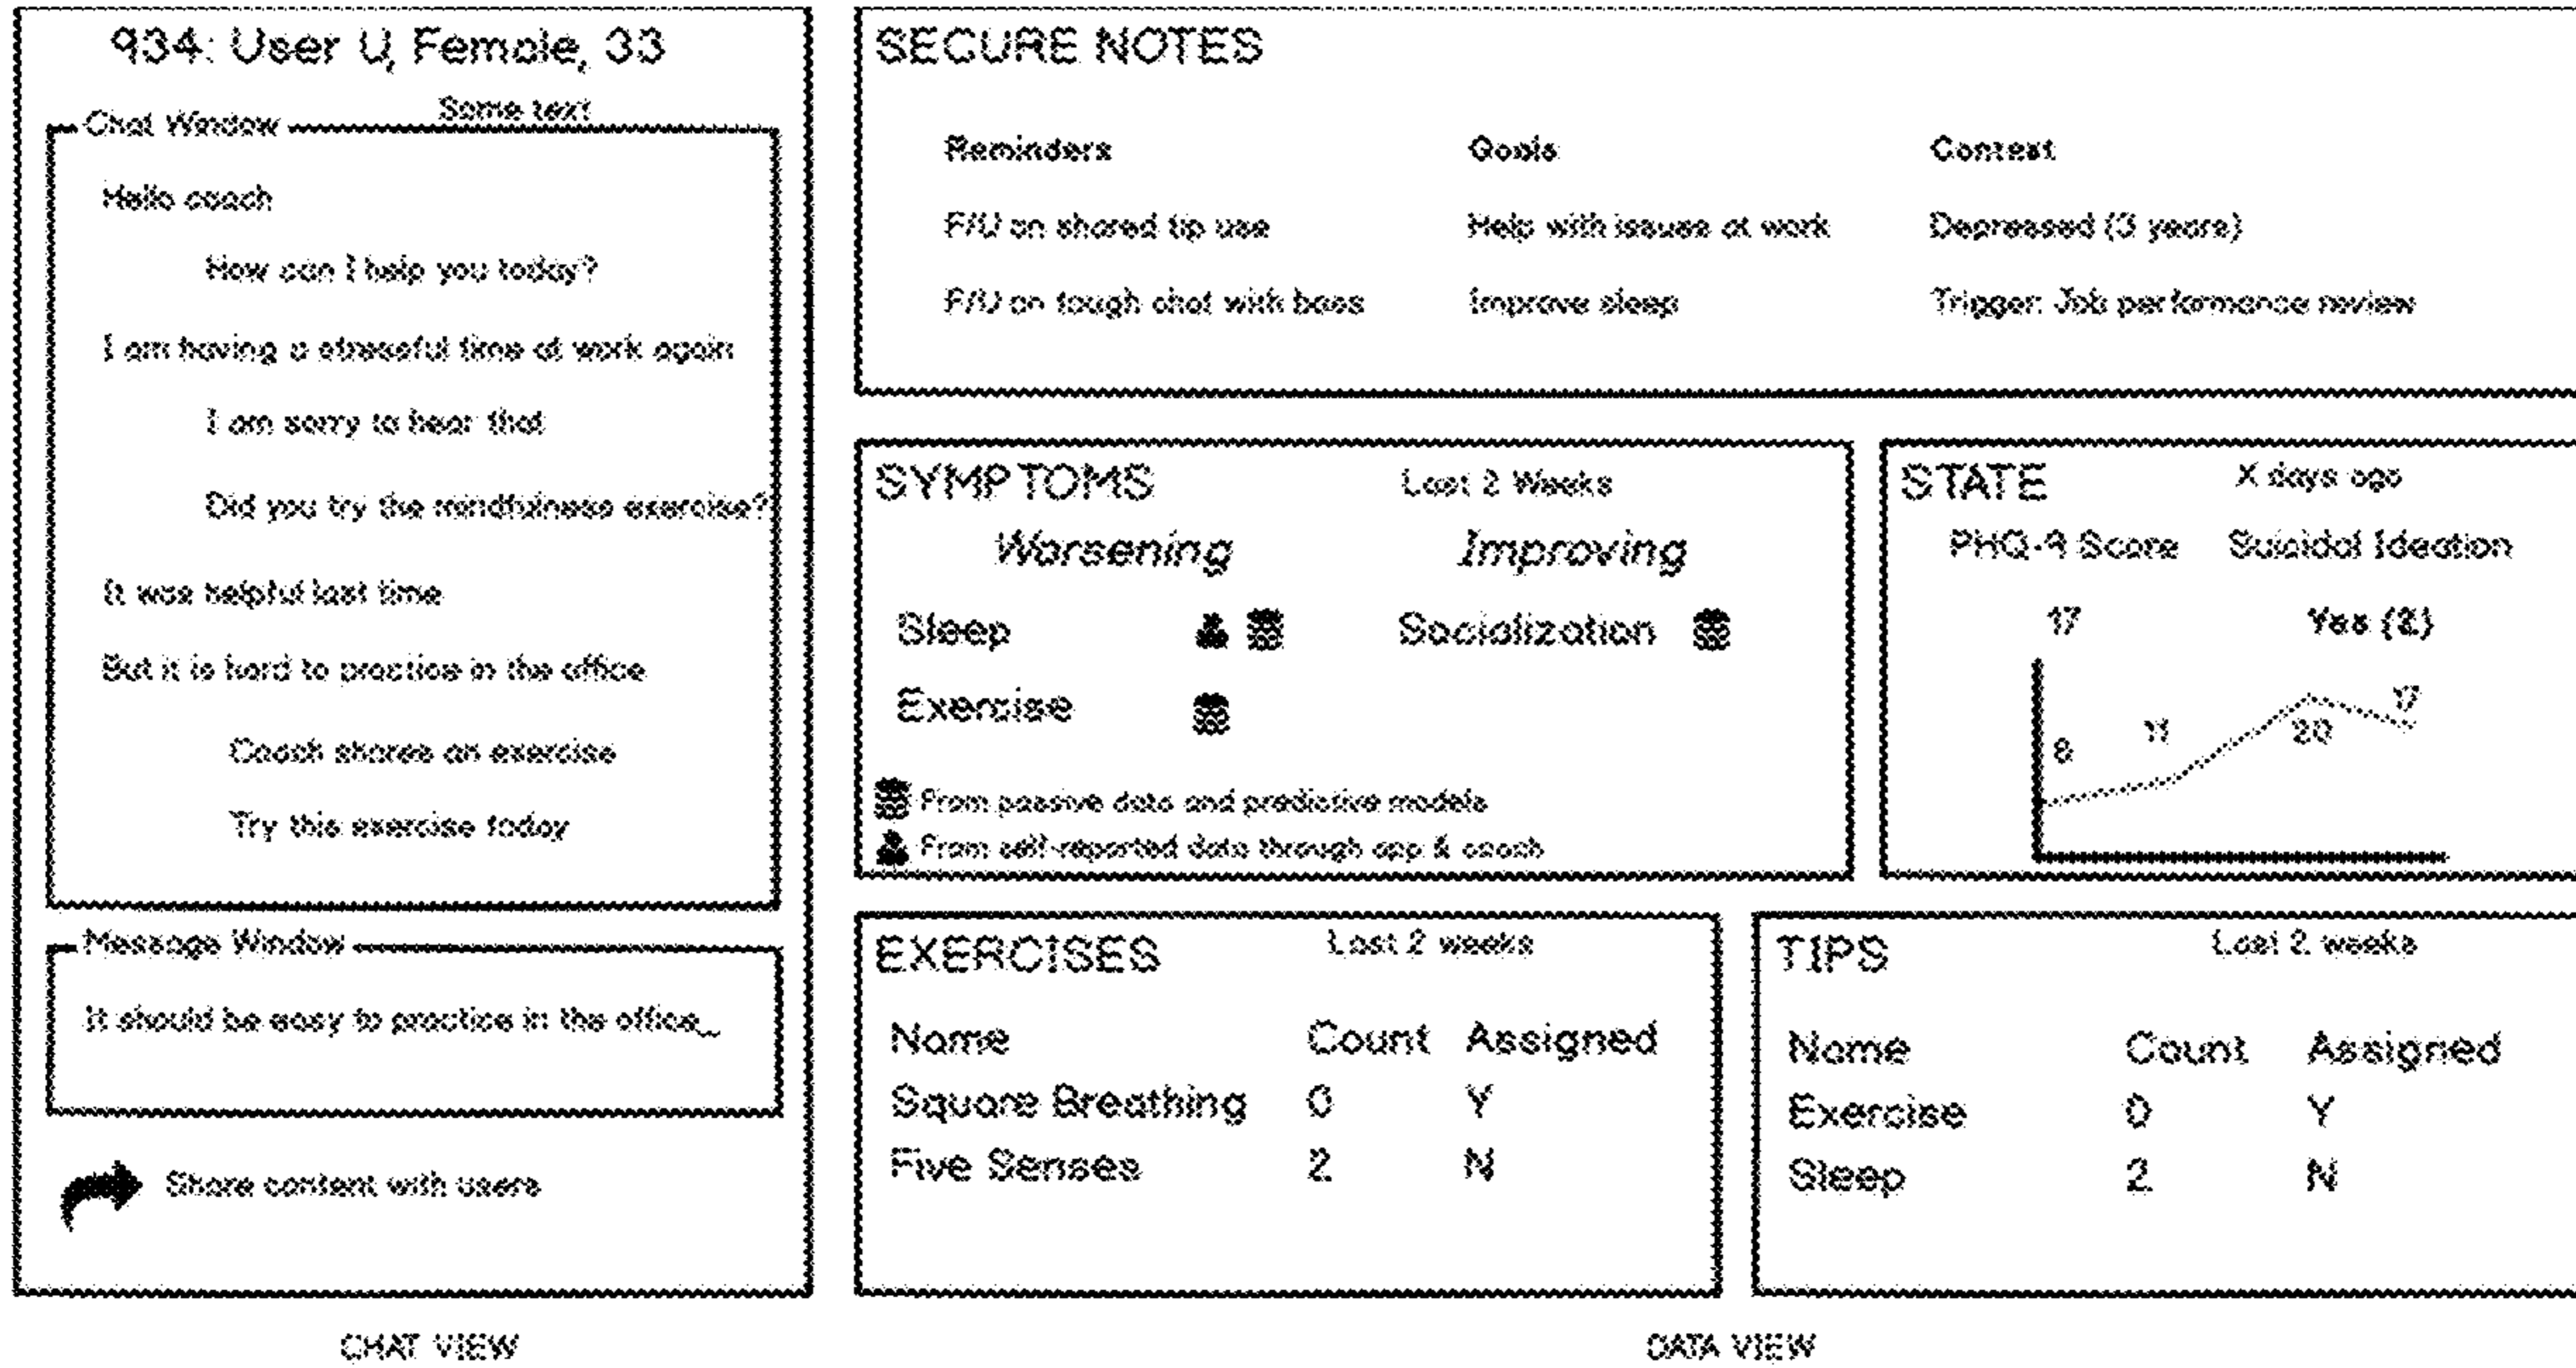 934: User U, Female, 33
Some text
Chat Window
Hello coach
How can I help you today?
I am having a stressful time at work again
I am sorry to hear that
Did you try the mindfulness exercise?
It was helpful last time
But it is hard to practice in the office
Coach shares an exercise
Try this exercise today
Message Window
It should be easy to practice in the office_
Share content with users
CHAT VIEW
SECURE NOTES
Reminders Goals Context
F/U on shared tip use Help with issues at work Depressed (3 years)
F/U on tough chat with boss Improve sleep Trigger: Job performance review
SYMPTOMS Last 2 Weeks
Worsening Improving
Sleep Socialization
Exercise
From passive data and predictive models
From self-reported data through app & coach
STATE X days ago
PHQ-9 Score Suicidal Ideation
17 Yes (2)
8 11 20 17
EXERCISES Last 2 weeks
Name Count Assigned
Square Breathing 0 Y
Five Senses 2 N
TIPS Last 2 weeks
Name Count Assigned
Exercise 0 Y
Sleep 2 N
DATA VIEW